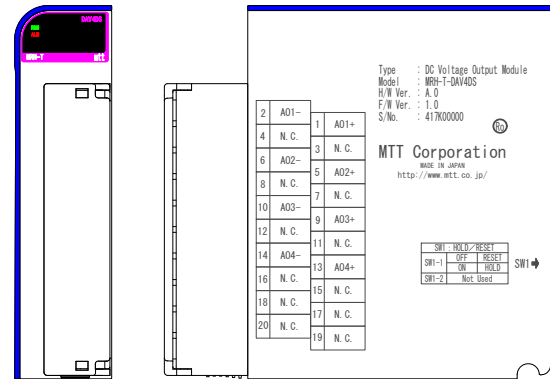 DAV4DS
RUN
ALM
MRH-T MTT
Type : DC Voltage Output Module
Model : MRH-T-DAV4DS
H/W Ver. : A.0
F/W Ver. : 1.0
S/No. : 417K00000
Ro
MTT Corporation
MADE IN JAPAN
http://www.mtt.co.jp/
2 AO1-
1 AO1+
4 N.C.
3 N.C.
6 AO2-
5 AO2+
8 N.C.
7 N.C.
10 AO3-
9 AO3+
12 N.C.
11 N.C.
14 AO4-
13 AO4+
16 N.C.
15 N.C.
18 N.C.
17 N.C.
20 N.C.
19 N.C.
SW1 : HOLD/RESET
SW1-1 OFF RESET
ON HOLD
SW1-2 Not Used
SW1